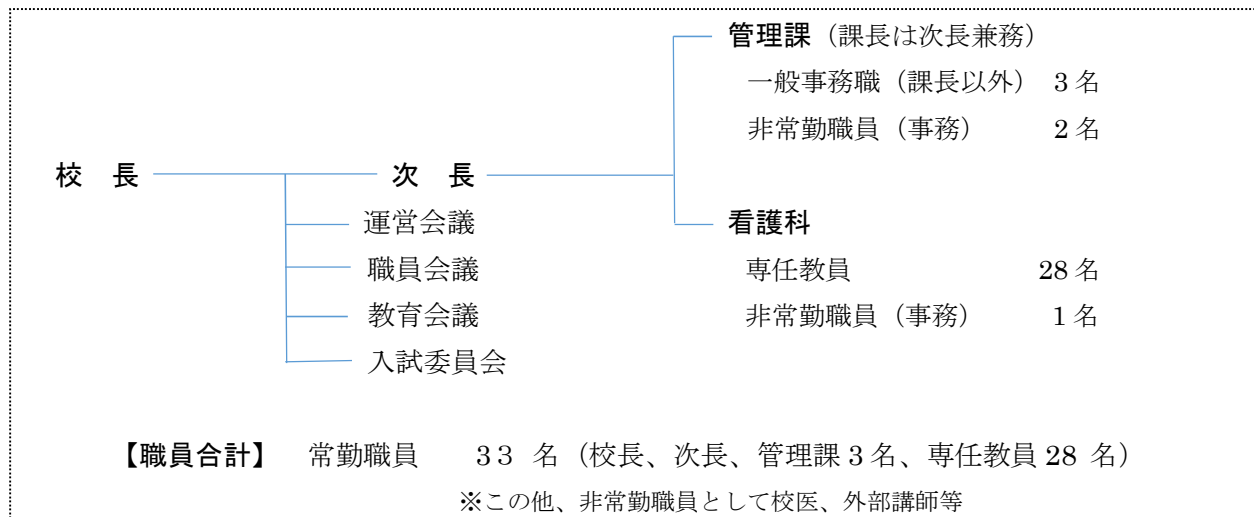 管理課（課長は次長兼務）
一般事務職（課長以外） 3名
非常勤職員（事務） 2名
校 長
次 長
運営会議
職員会議
教育会議
入試委員会
看護科
専任教員 28名
非常勤職員（事務） 1名
【職員合計】 常勤職員 ３３ 名（校長、次長、管理課3名、専任教員28 名）
※この他、非常勤職員として校医、外部講師等